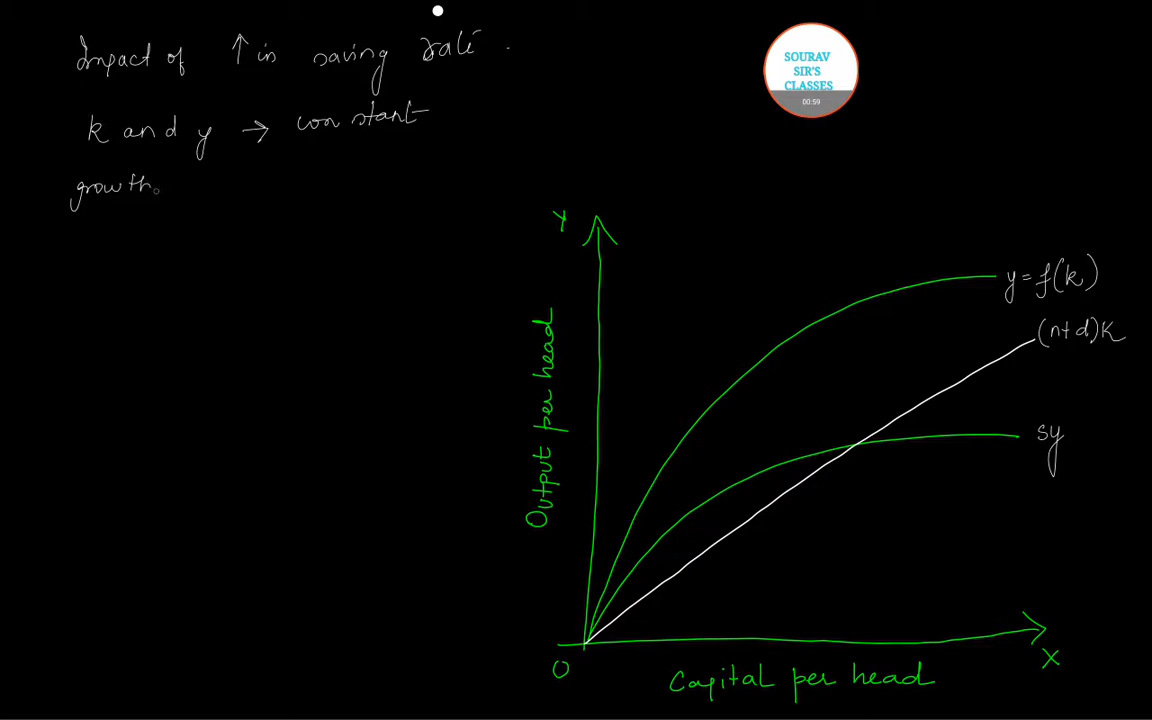 Impact of ↑ in saving rate.
k and y → constant
growth
SOURAV
SIR'S
CLASSES
00:59
Y
Output per head
y = f(k)
(n+d)K
sy
O
Capital per head
X